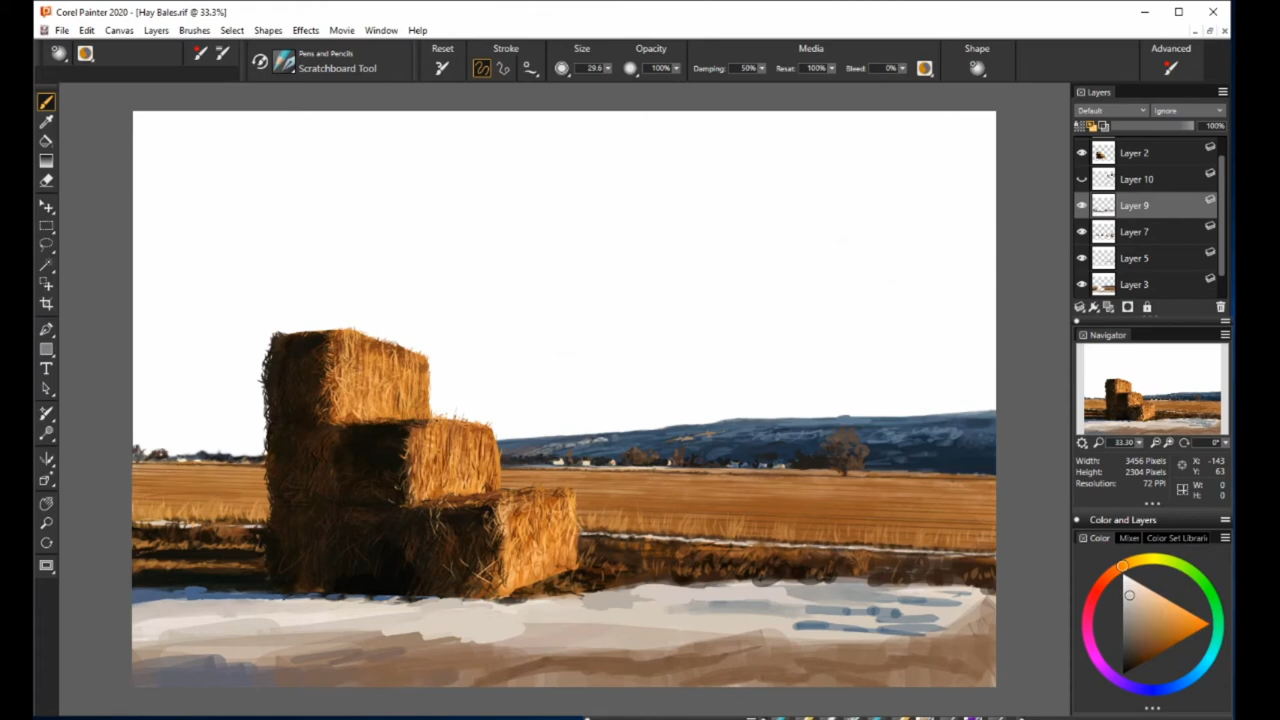 Corel Painter 2020 - [Hay Bales.rif @ 33.3%]
File Edit Canvas Layers Brushes Select Shapes Effects Movie Window Help
Pens and Pencils
Scratchboard Tool
Reset
Stroke
Size
29.6
Opacity
100%
Media
Damping: 50% Resat: 100% Bleed: 0%
Shape
Advanced
Layers
Default Ignore
100%
Layer 2
Layer 10
Layer 9
Layer 7
Layer 5
Layer 3
Navigator
33.30 0°
Width: 3456 Pixels
Height: 2304 Pixels
Resolution: 72 PPI
X: -143
Y: 63
W: 0
H: 0
Color and Layers
Color Mixer Color Set Librari